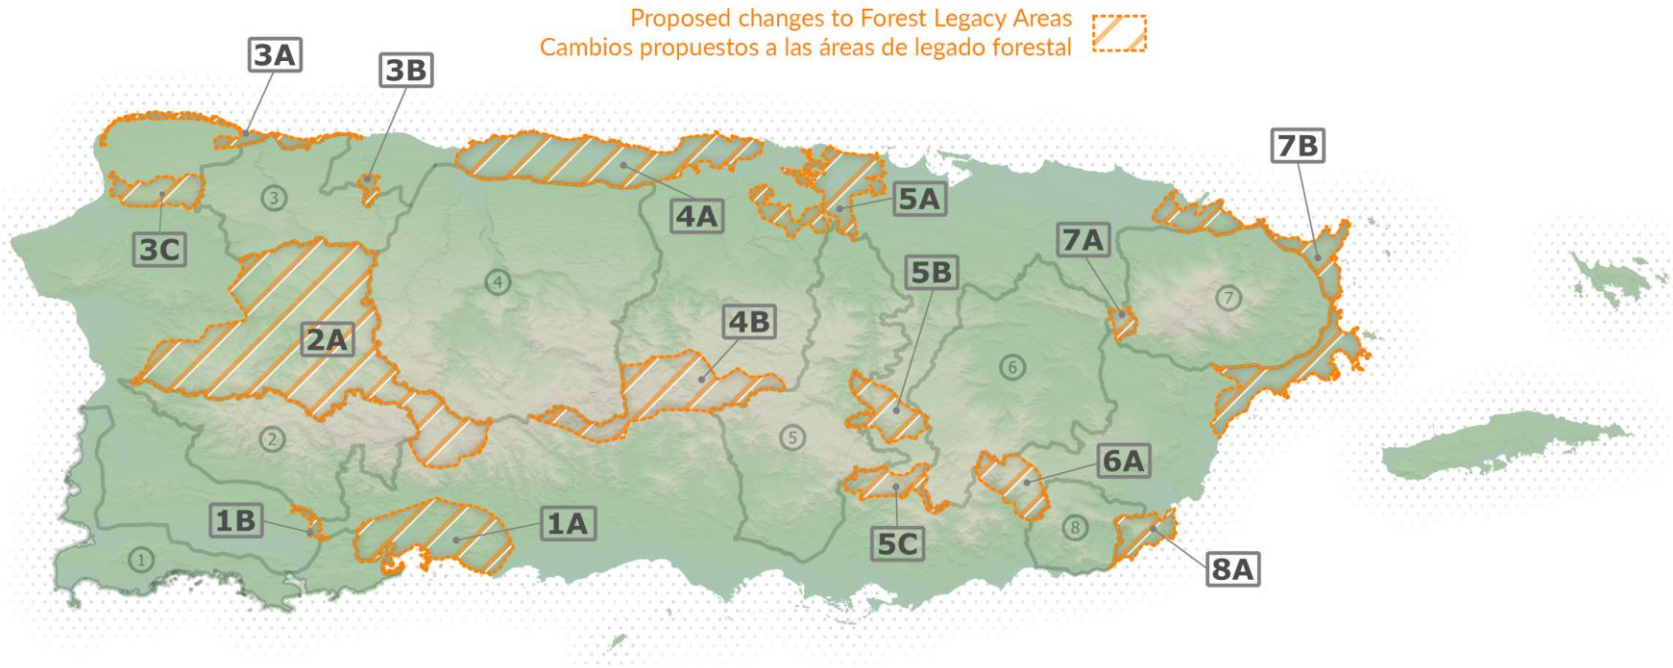 Proposed changes to Forest Legacy Areas
Cambios propuestos a las áreas de legado forestal
3A
3B
7B
3
3C
4A
5A
7A
5B
4
7
2A
4B
6
2
5
6A
1B
1A
5C
8
8A
1